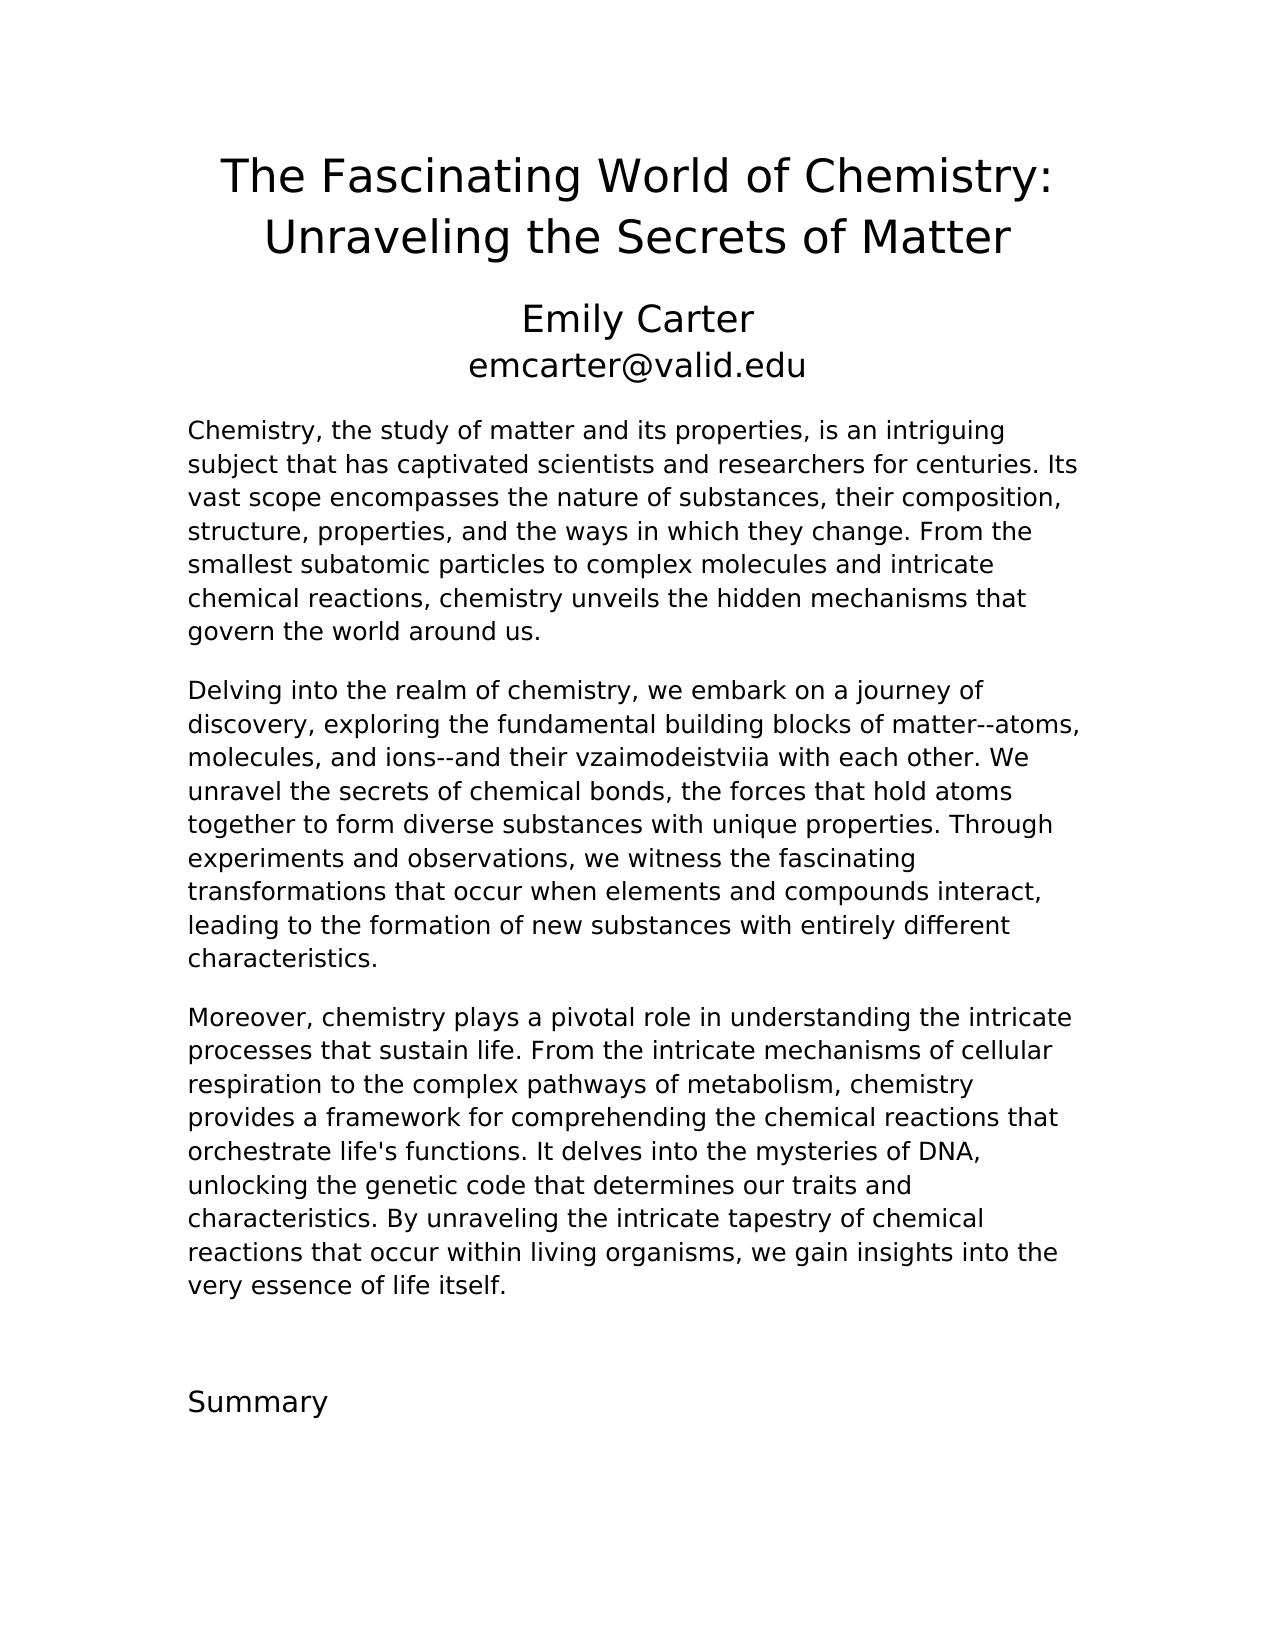 The Fascinating World of Chemistry:
Unraveling the Secrets of Matter
Emily Carter
emcarter@valid.edu
Chemistry, the study of matter and its properties, is an intriguing
subject that has captivated scientists and researchers for centuries. Its
vast scope encompasses the nature of substances, their composition,
structure, properties, and the ways in which they change. From the
smallest subatomic particles to complex molecules and intricate
chemical reactions, chemistry unveils the hidden mechanisms that
govern the world around us.
Delving into the realm of chemistry, we embark on a journey of
discovery, exploring the fundamental building blocks of matter--atoms,
molecules, and ions--and their vzaimodeistviia with each other. We
unravel the secrets of chemical bonds, the forces that hold atoms
together to form diverse substances with unique properties. Through
experiments and observations, we witness the fascinating
transformations that occur when elements and compounds interact,
leading to the formation of new substances with entirely different
characteristics.
Moreover, chemistry plays a pivotal role in understanding the intricate
processes that sustain life. From the intricate mechanisms of cellular
respiration to the complex pathways of metabolism, chemistry
provides a framework for comprehending the chemical reactions that
orchestrate life's functions. It delves into the mysteries of DNA,
unlocking the genetic code that determines our traits and
characteristics. By unraveling the intricate tapestry of chemical
reactions that occur within living organisms, we gain insights into the
very essence of life itself.
Summary